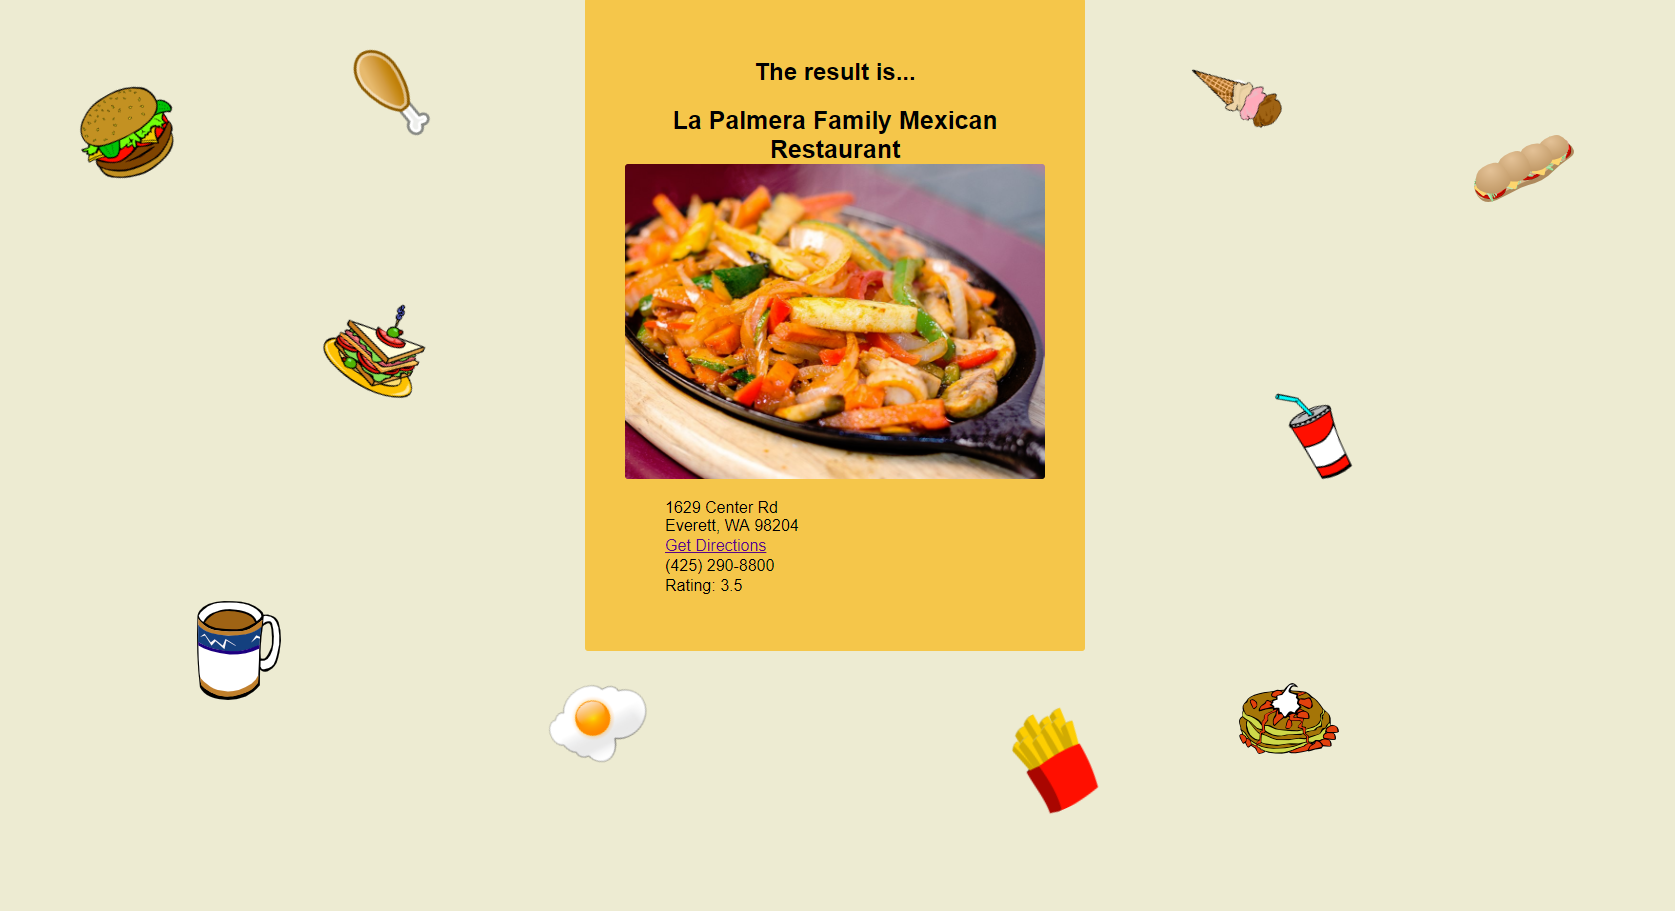 The result is...
La Palmera Family Mexican
Restaurant
1629 Center Rd
Everett, WA 98204
Get Directions
(425) 290-8800
Rating: 3.5